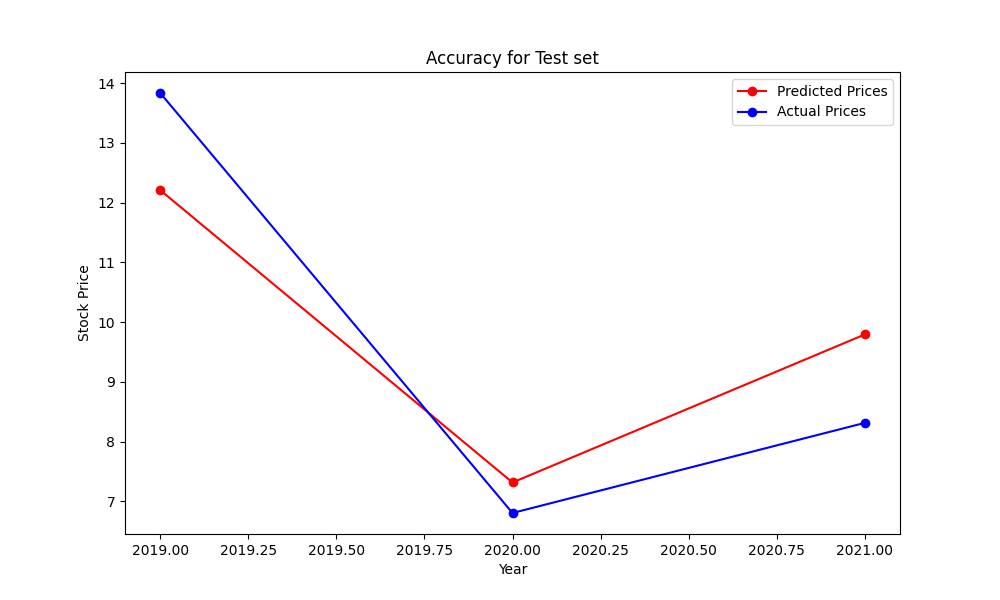 Accuracy for Test set
Predicted Prices
Actual Prices
Stock Price
14
13
12
11
10
9
8
7
2019.00 2019.25 2019.50 2019.75 2020.00 2020.25 2020.50 2020.75 2021.00
Year